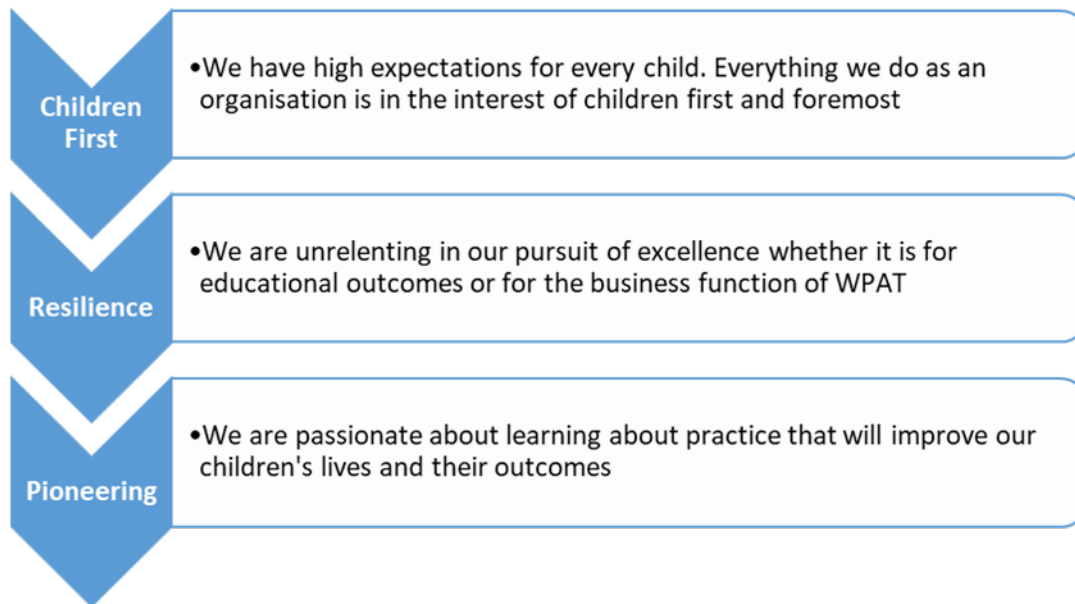 Children
First
•We have high expectations for every child. Everything we do as an
organisation is in the interest of children first and foremost
Resilience
•We are unrelenting in our pursuit of excellence whether it is for
educational outcomes or for the business function of WPAT
Pioneering
•We are passionate about learning about practice that will improve our
children's lives and their outcomes